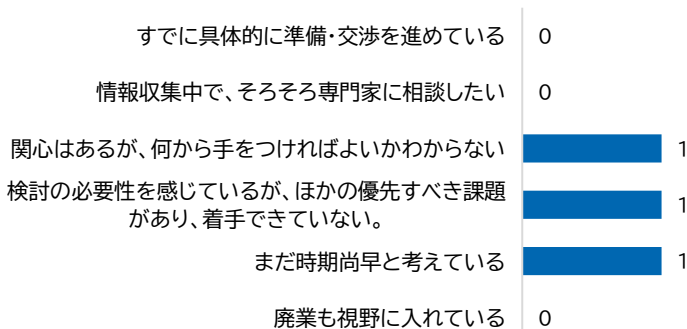 すでに具体的に準備・交渉を進めている 0
情報収集中で、そろそろ専門家に相談したい 0
関心はあるが、何から手をつければよいかわからない 1
検討の必要性を感じているが、ほかの優先すべき課題
があり、着手できていない。 1
まだ時期尚早と考えている 1
廃業も視野に入れている 0